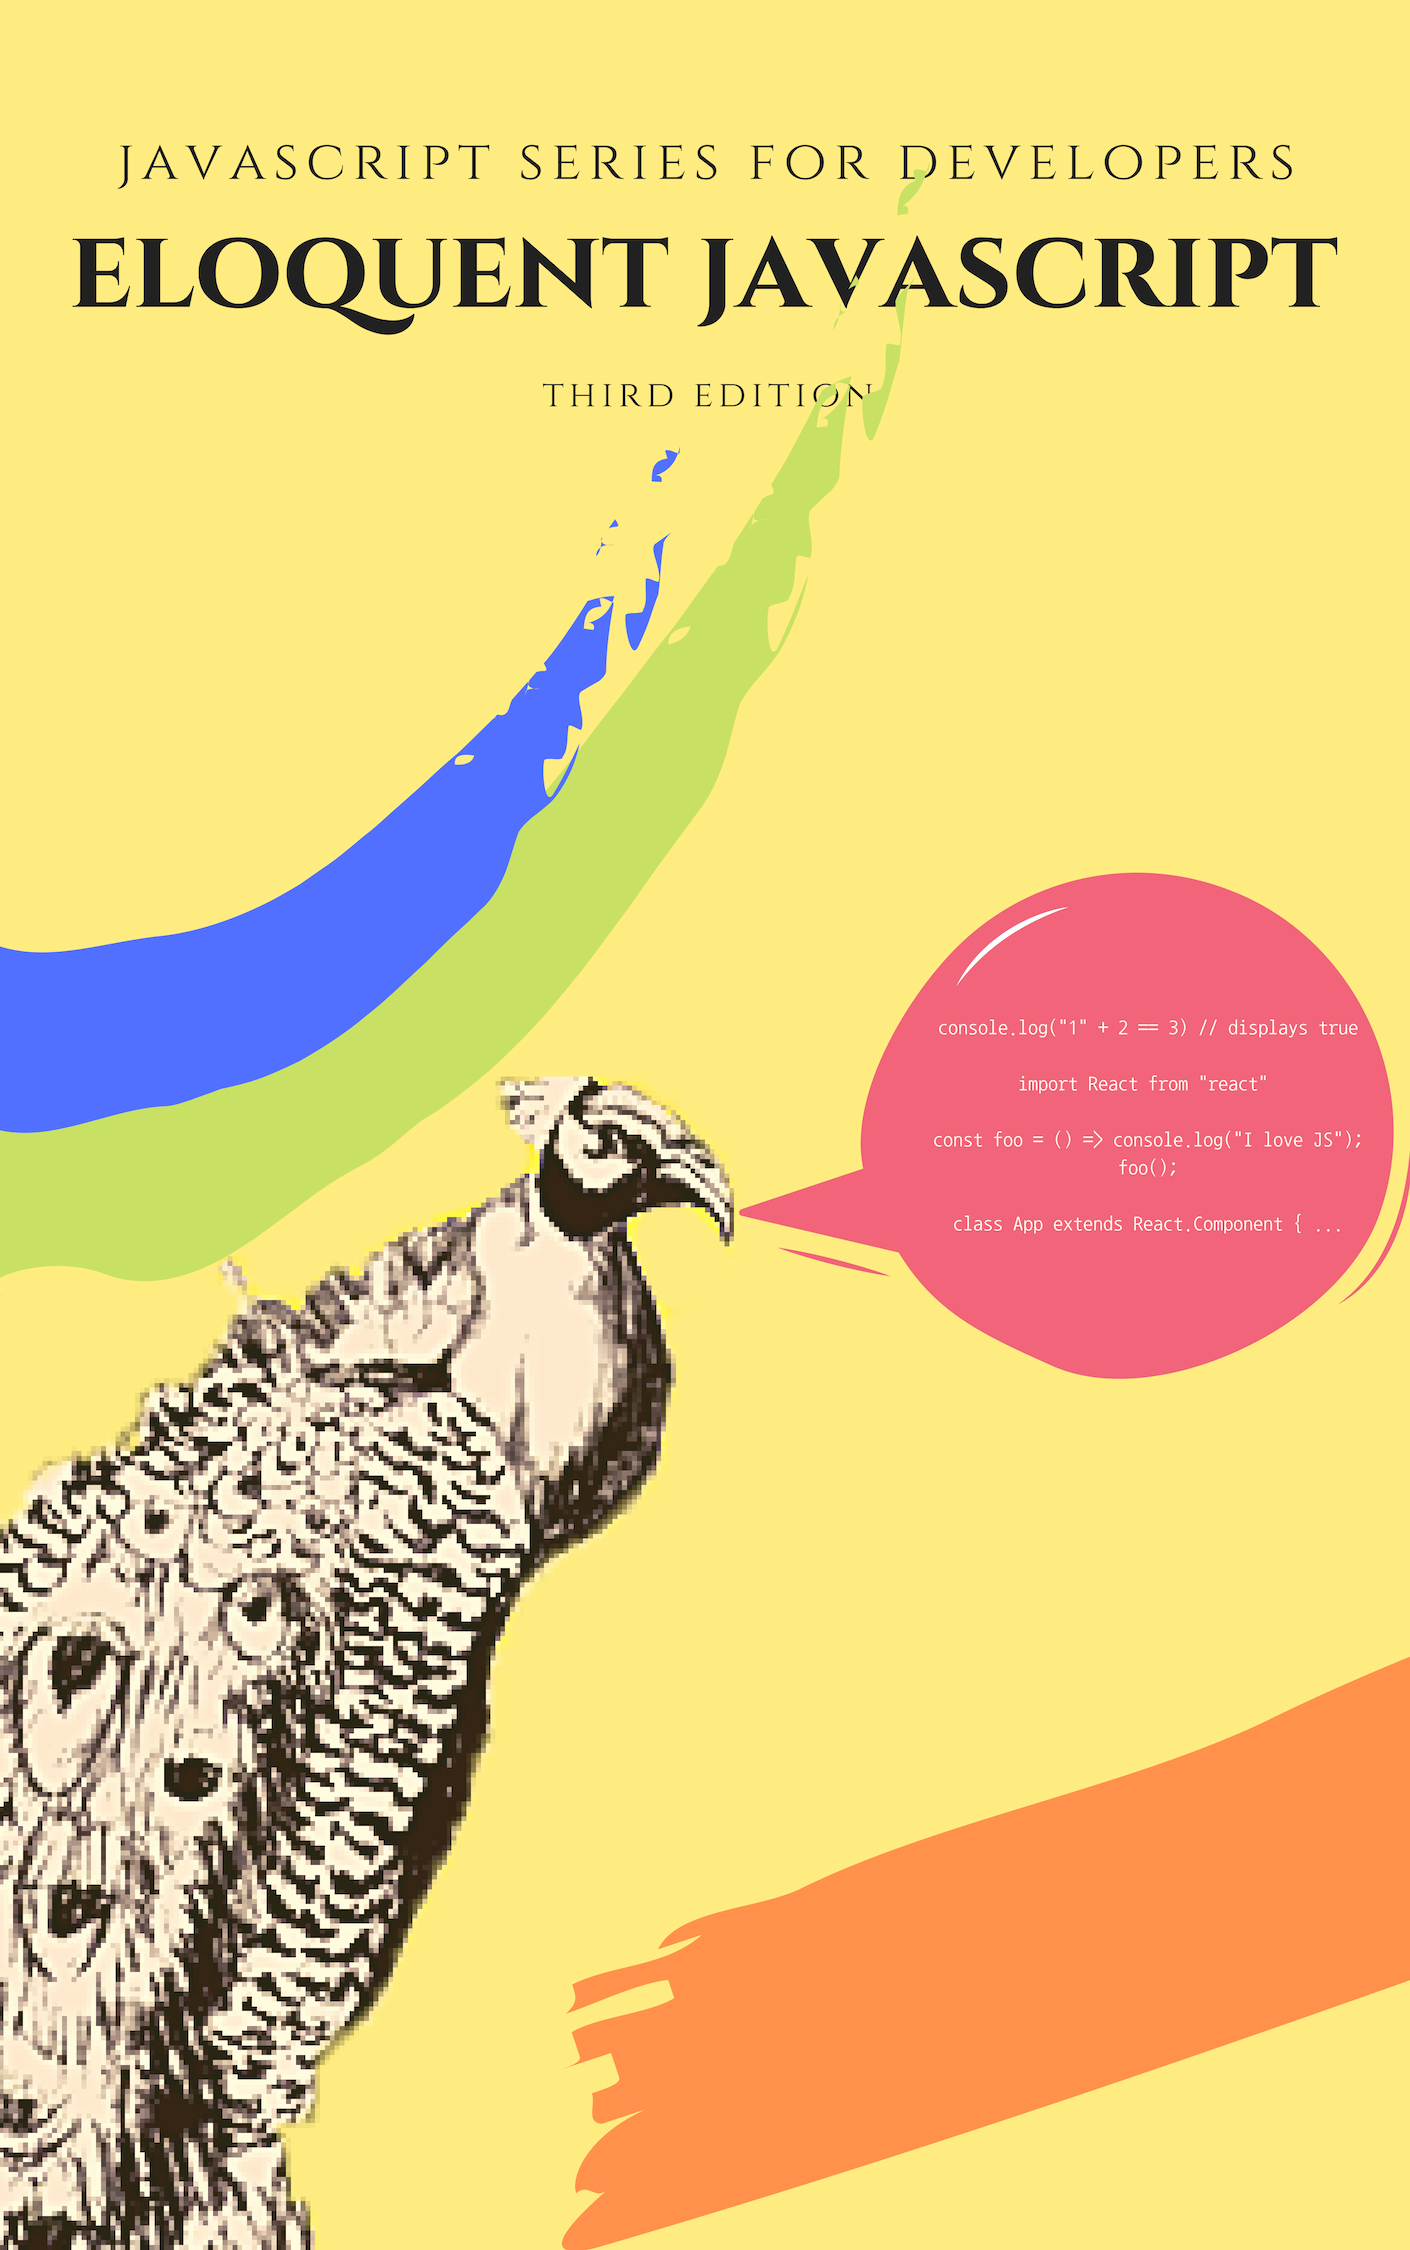 JAVASCRIPT SERIES FOR DEVELOPERS
ELOQUENT JAVASCRIPT
THIRD EDITION
console.log("1" + 2 == 3) // displays true
import React from "react"
const foo = () => console.log("I love JS");
foo();
class App extends React.Component { ...